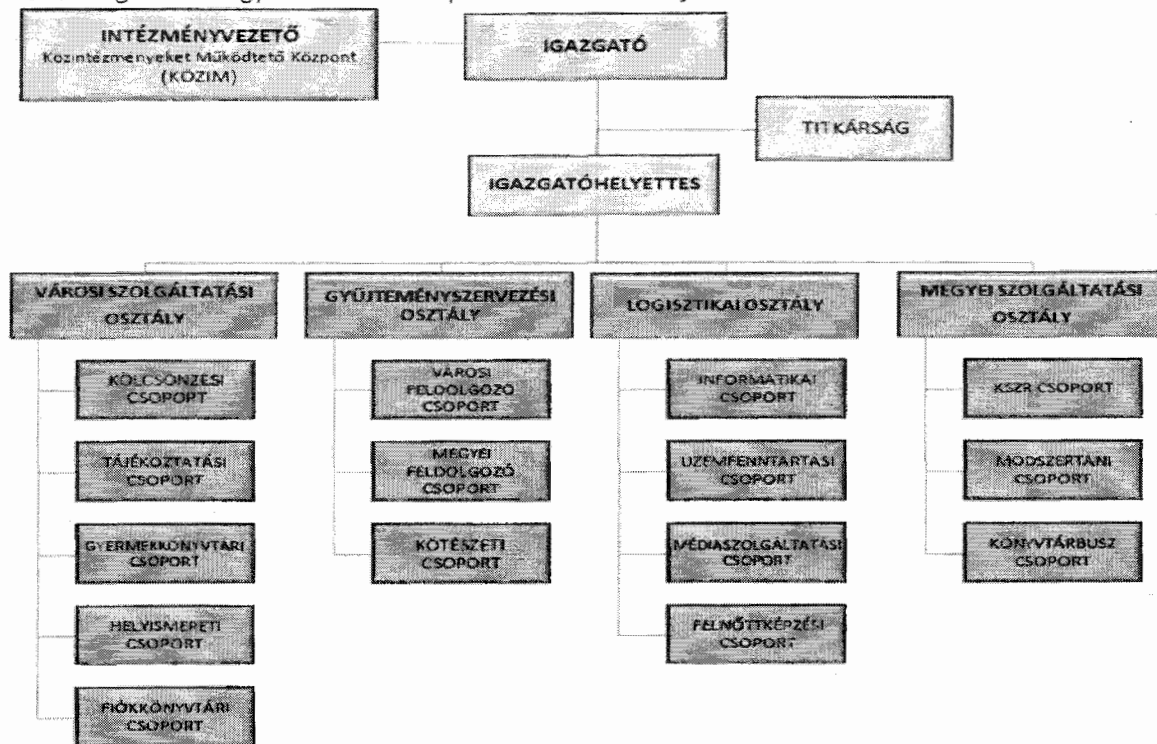 INTÉZMÉNYVEZETŐ
Közintézményeket Működtető Központ
(KÖZIM)
IGAZGATÓ
TITKÁRSÁG
IGAZGATÓHELYETTES
VÁROSI SZOLGÁLTATÁSI
OSZTÁLY
KÖLCSÖNZÉSI
CSOPOPT
TÁJÉKOZTATÁSI
CSOPORT
GYERMEKKÖNYVTÁRI
CSOPORT
HELYISMERETI
CSOPORT
FIÓKKÖNYVTÁRI
CSOPORT
GYŰJTEMÉNYSZERVEZÉSI
OSZTÁLY
VÁROSI
FELDOLGOZÓ
CSOPORT
MEGYEI
FELDOLGOZÓ
CSOPORT
KÖTÉSZETI
CSOPORT
LOGISZTIKAI OSZTÁLY
INFORMATIKAI
CSOPORT
ÜZEMFENNTARTÁSI
CSOPORT
MÉDIASZOLGÁLTATÁSI
CSOPORT
FELNŐTTKÉPZÉSI
CSOPORT
MEGYEI SZOLGÁLTATÁSI
OSZTÁLY
KSZR CSOPORT
MÓDSZERTANI
CSOPORT
KÖNYVTÁRBUSZ
CSOPORT